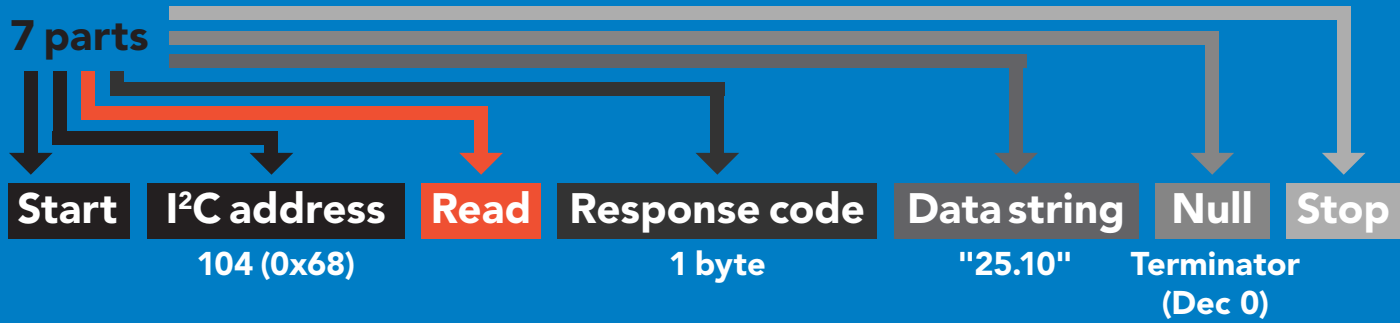 7 parts
Start I²C address Read Response code Data string Null Stop
104 (0x68) 1 byte "25.10" Terminator
(Dec 0)